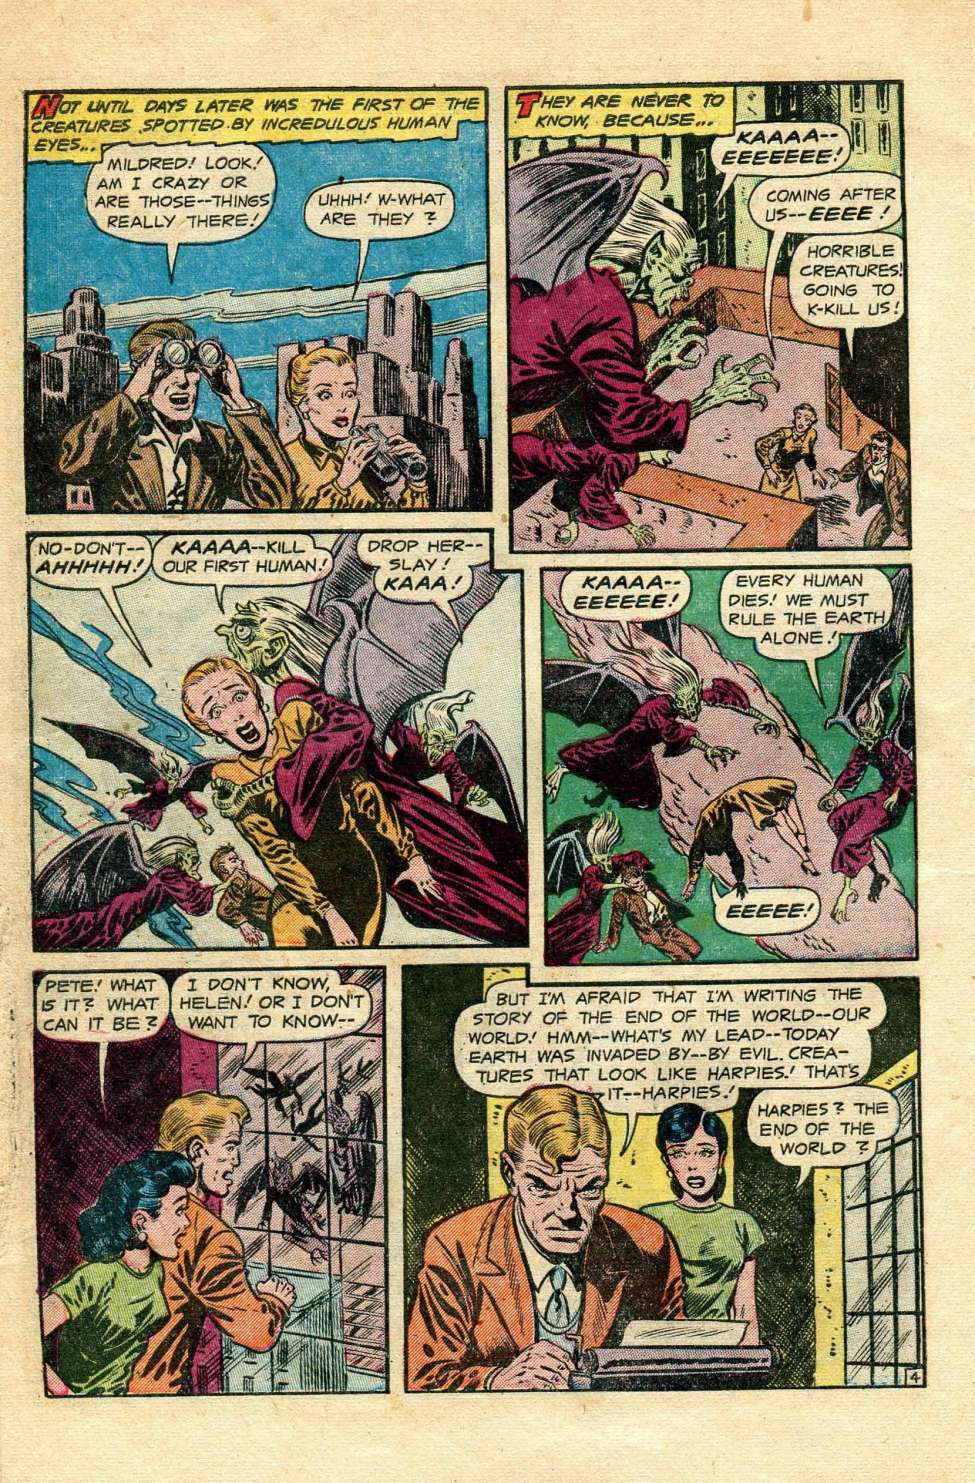 NOT UNTIL DAYS LATER WAS THE FIRST OF THE
CREATURES SPOTTED BY INCREDULOUS HUMAN
EYES...
MILDRED! LOOK!
AM I CRAZY OR
ARE THOSE--THINGS
REALLY THERE!
UHHH! W-WHAT
ARE THEY?
THEY ARE NEVER TO
KNOW, BECAUSE...
KAAAA--
EEEEEEE!
COMING AFTER
US--EEEE!
HORRIBLE
CREATURES!
GOING TO
K-KILL US!
NO-DON'T--
AHHHHH!
KAAAA--KILL
OUR FIRST HUMAN!
DROP HER--
SLAY!
KAAA!
KAAAA--
EEEEEE!
EVERY HUMAN
DIES! WE MUST
RULE THE EARTH
ALONE!
EEEEE!
PETE! WHAT
IS IT? WHAT
CAN IT BE?
I DON'T KNOW,
HELEN! OR I DON'T
WANT TO KNOW--
BUT I'M AFRAID THAT I'M WRITING THE
STORY OF THE END OF THE WORLD--OUR
WORLD! HMM--WHAT'S MY LEAD--TODAY
EARTH WAS INVADED BY--BY EVIL. CREA-
TURES THAT LOOK LIKE HARPIES! THAT'S
IT--HARPIES!
HARPIES? THE
END OF THE
WORLD?
4